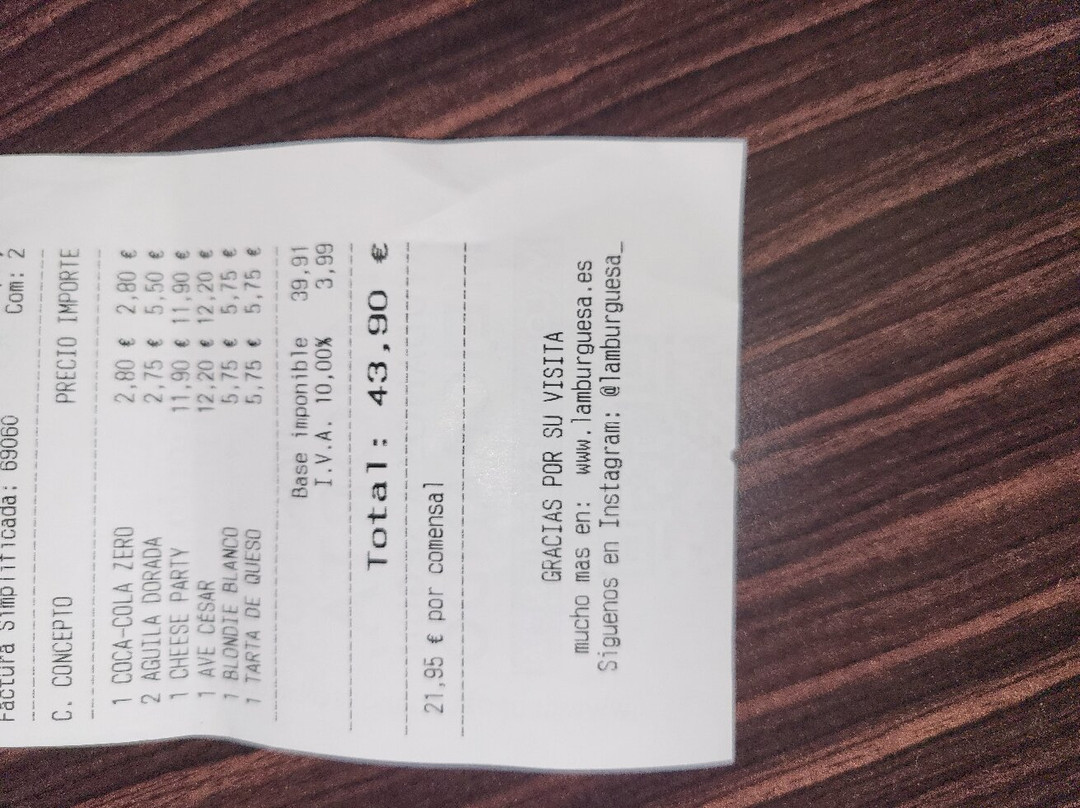 Factura Simplificada: 69060 Com: 2
C. CONCEPTO PRECIO IMPORTE
1 COCA-COLA ZERO 2,80 € 2,80 €
2 AGUILA DORADA 2,75 € 5,50 €
1 CHEESE PARTY 11,90 € 11,90 €
1 AVE CÉSAR 12,20 € 12,20 €
1 BLONDIE BLANCO 5,75 € 5,75 €
1 TARTA DE QUESO 5,75 € 5,75 €
Base imponible 39,91
I.V.A. 10,00% 3,99
Total: 43,90 €
21,95 € por comensal
GRACIAS POR SU VISITA
mucho mas en: www.lamburguesa.es
Siguenos en Instagram: @lamburguesa_